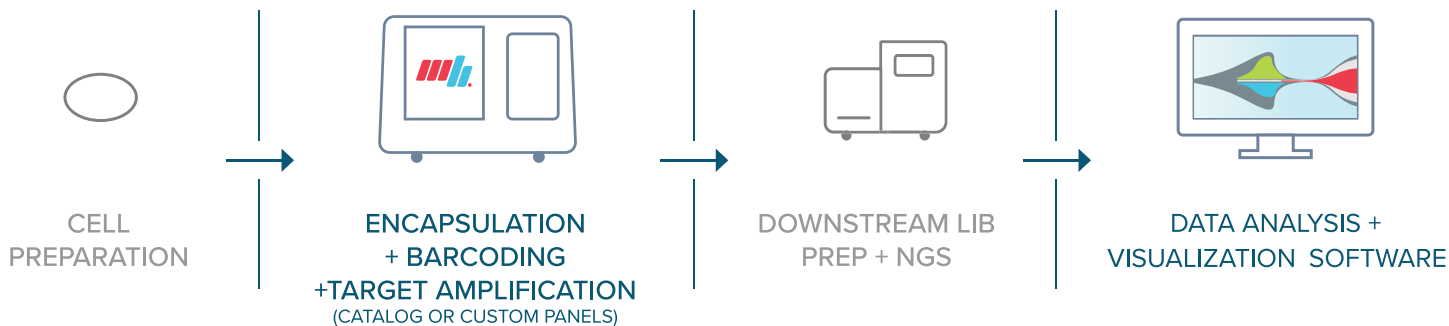 CELL
PREPARATION
ENCAPSULATION
+ BARCODING
+TARGET AMPLIFICATION
(CATALOG OR CUSTOM PANELS)
DOWNSTREAM LIB
PREP + NGS
DATA ANALYSIS +
VISUALIZATION SOFTWARE